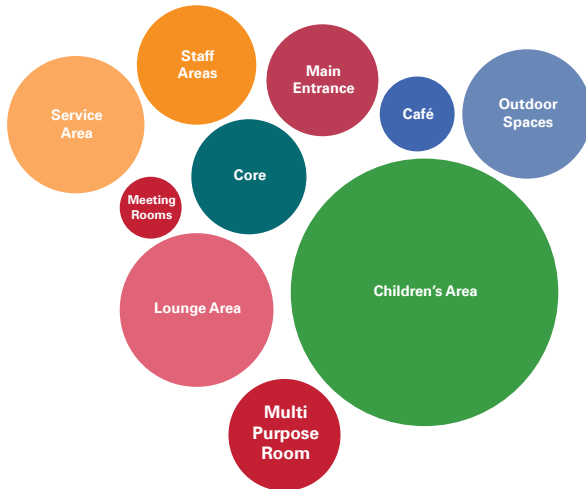 Staff
Areas
Main
Entrance
Service
Area
Café
Outdoor
Spaces
Core
Meeting
Rooms
Children's Area
Lounge Area
Multi
Purpose
Room